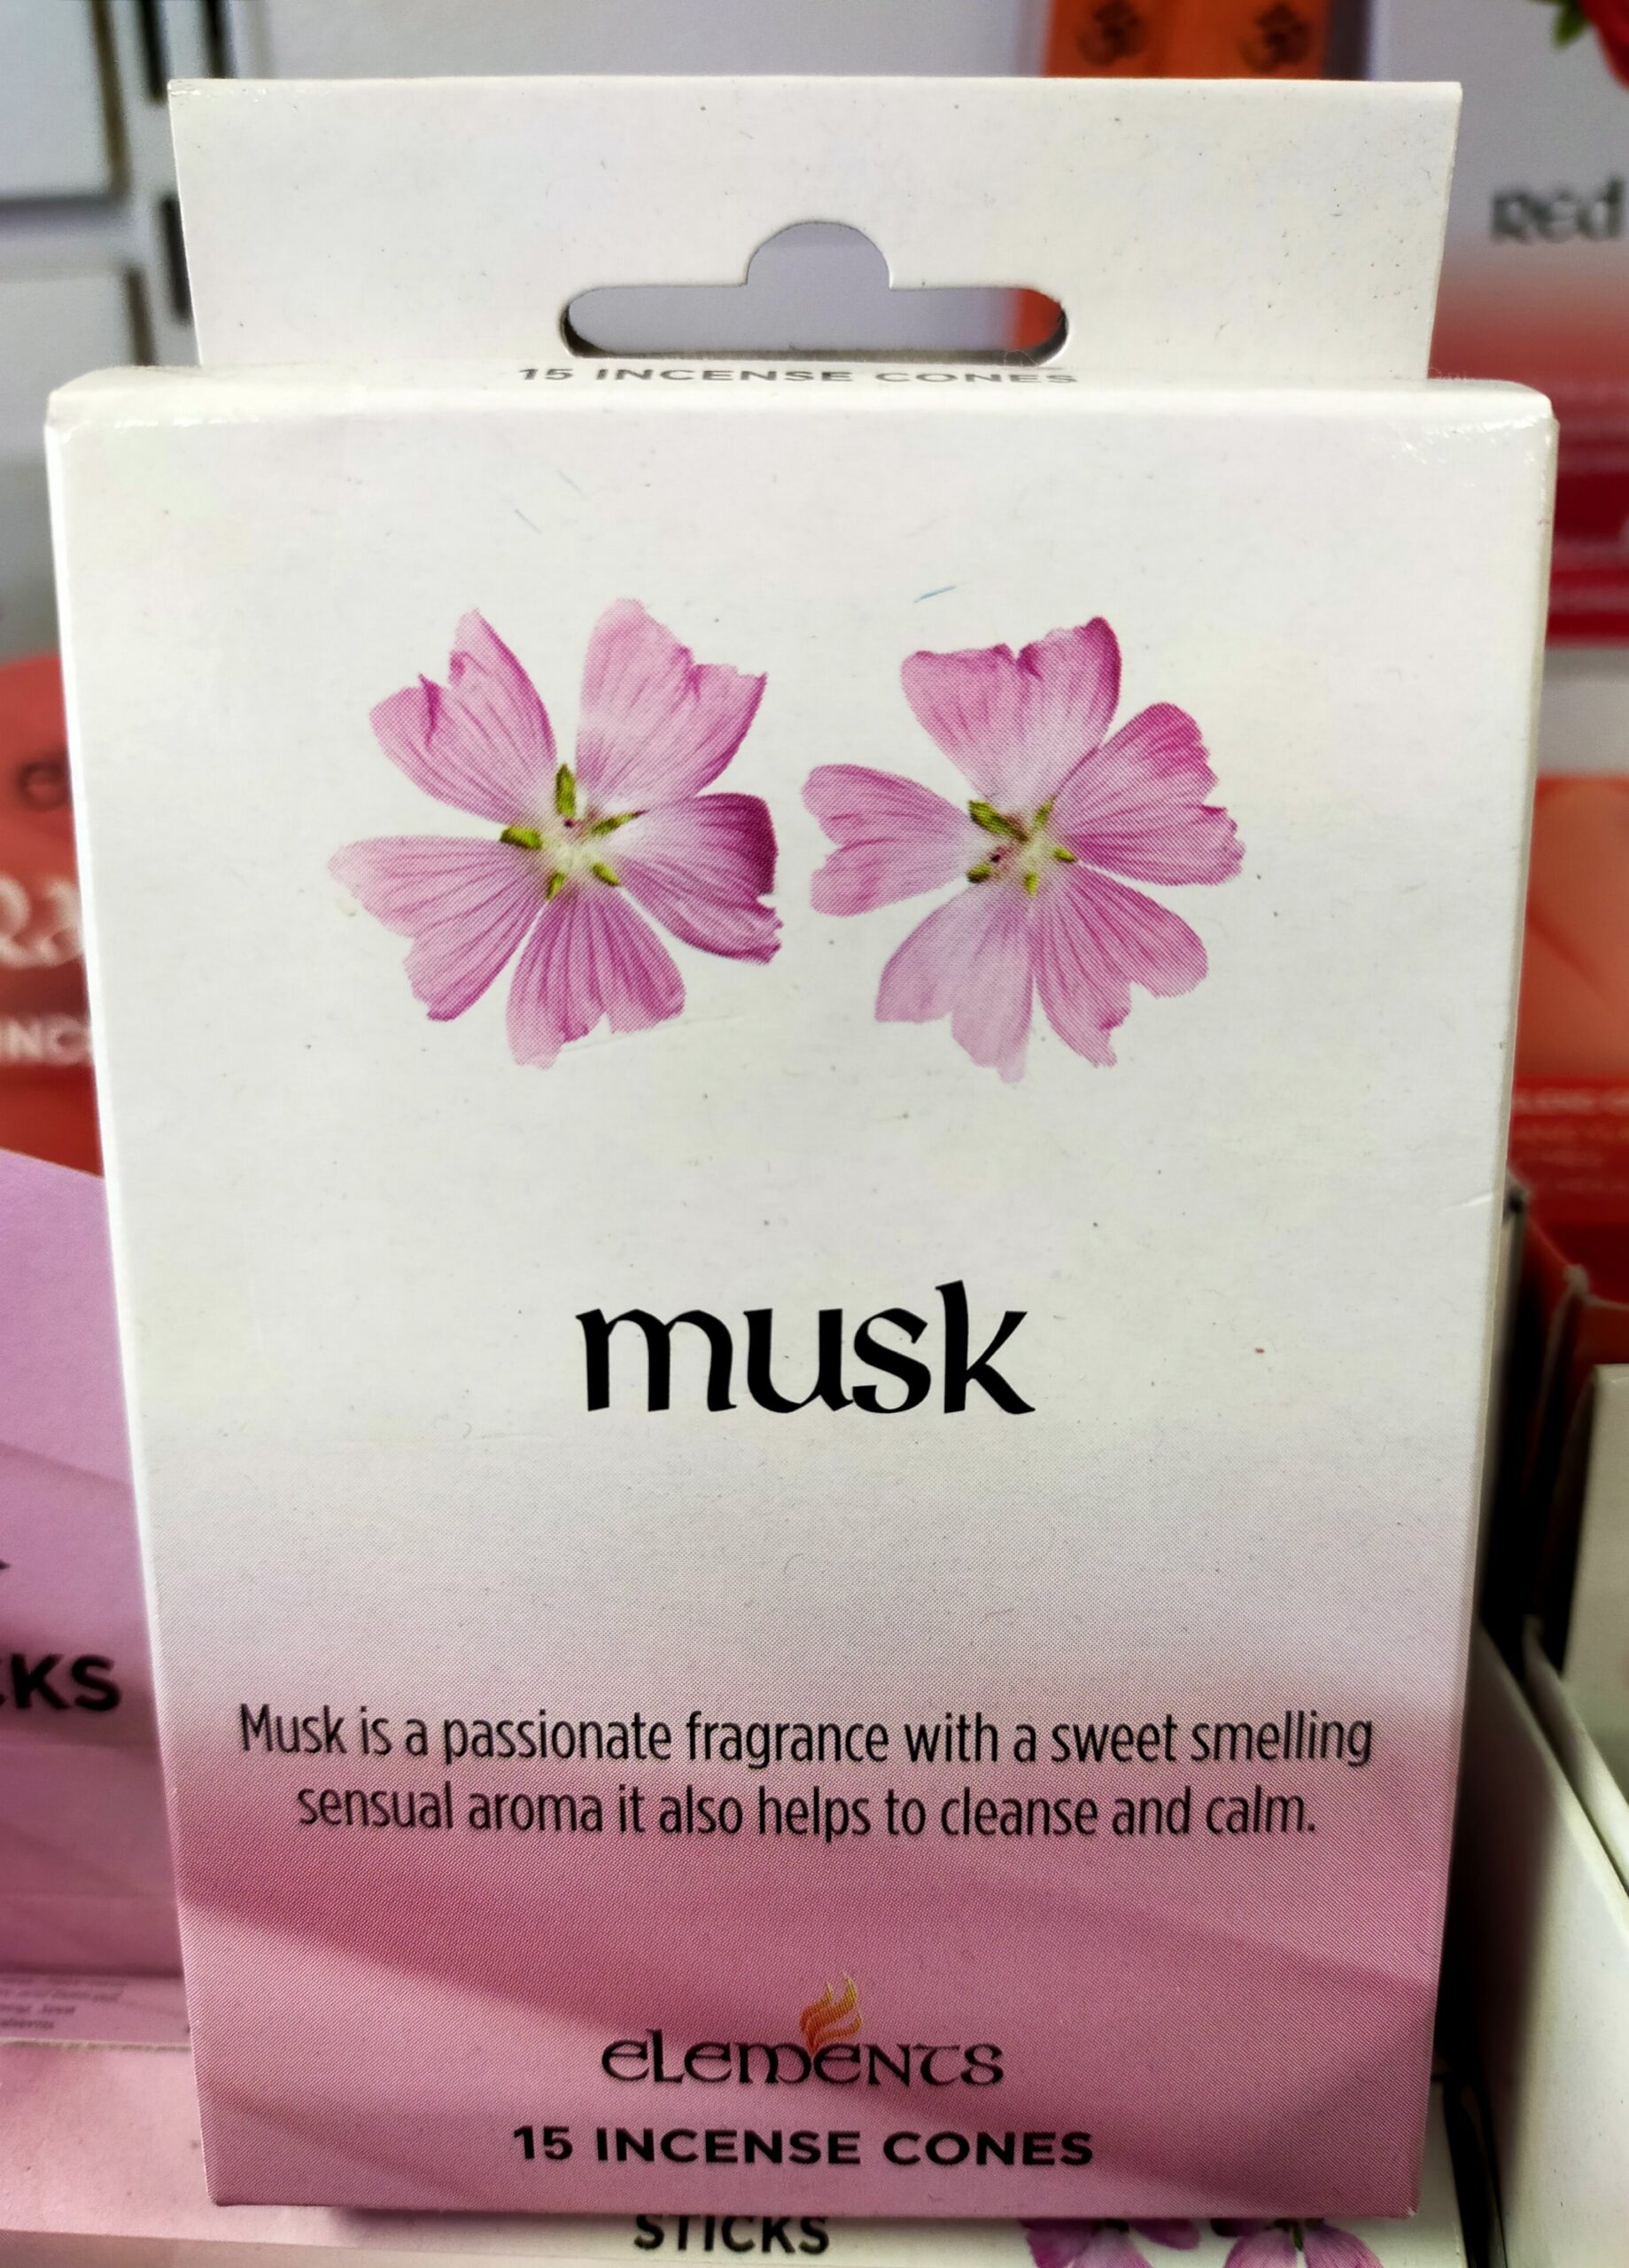 Red
15 INCENSE CONES
musk
CKS
Musk is a passionate fragrance with a sweet smelling
sensual aroma it also helps to cleanse and calm.
elements
15 INCENSE CONES
STICKS